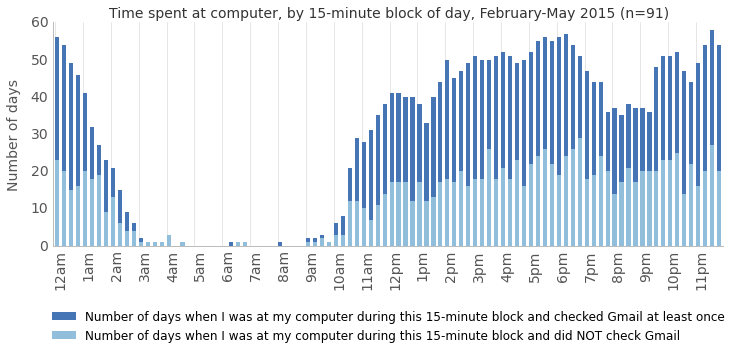 Time spent at computer, by 15-minute block of day, February-May 2015 (n=91)
Number of days
60
50
40
30
20
10
0
12am 1am 2am 3am 4am 5am 6am 7am 8am 9am 10am 11am 12pm 1pm 2pm 3pm 4pm 5pm 6pm 7pm 8pm 9pm 10pm 11pm
Number of days when I was at my computer during this 15-minute block and checked Gmail at least once
Number of days when I was at my computer during this 15-minute block and did NOT check Gmail